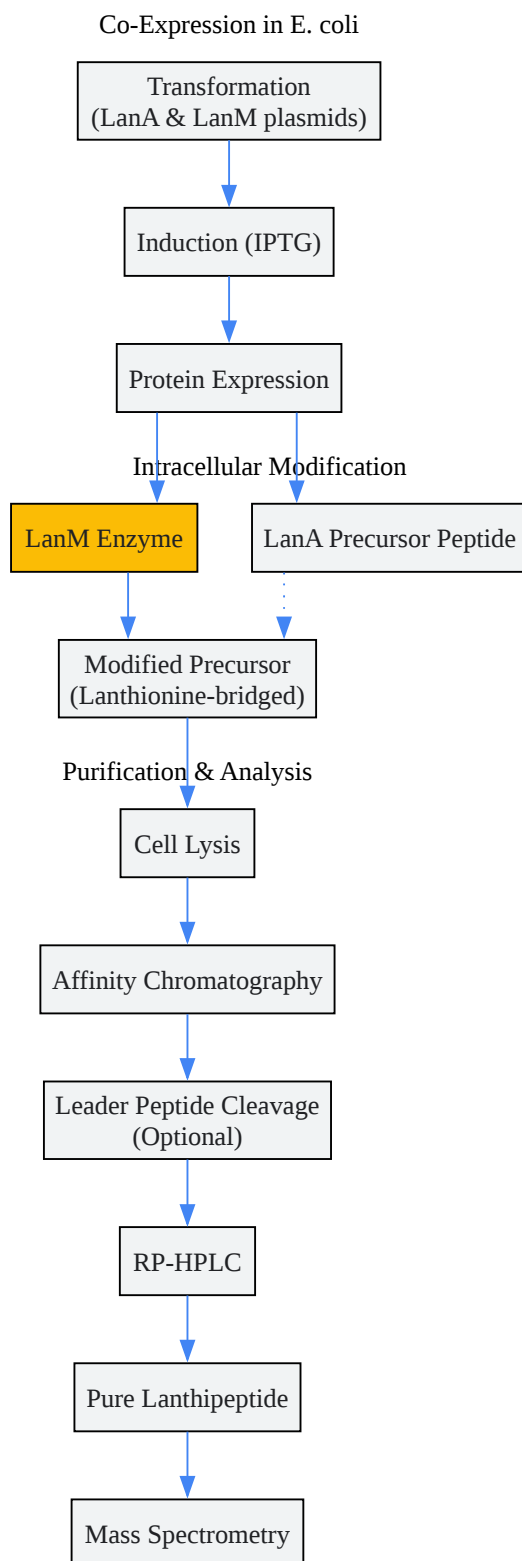 Co-Expression in E. coli
Transformation
(LanA & LanM plasmids)
Induction (IPTG)
Protein Expression
Intracellular Modification
LanM Enzyme
LanA Precursor Peptide
Modified Precursor
(Lanthionine-bridged)
Purification & Analysis
Cell Lysis
Affinity Chromatography
Leader Peptide Cleavage
(Optional)
RP-HPLC
Pure Lanthipeptide
Mass Spectrometry